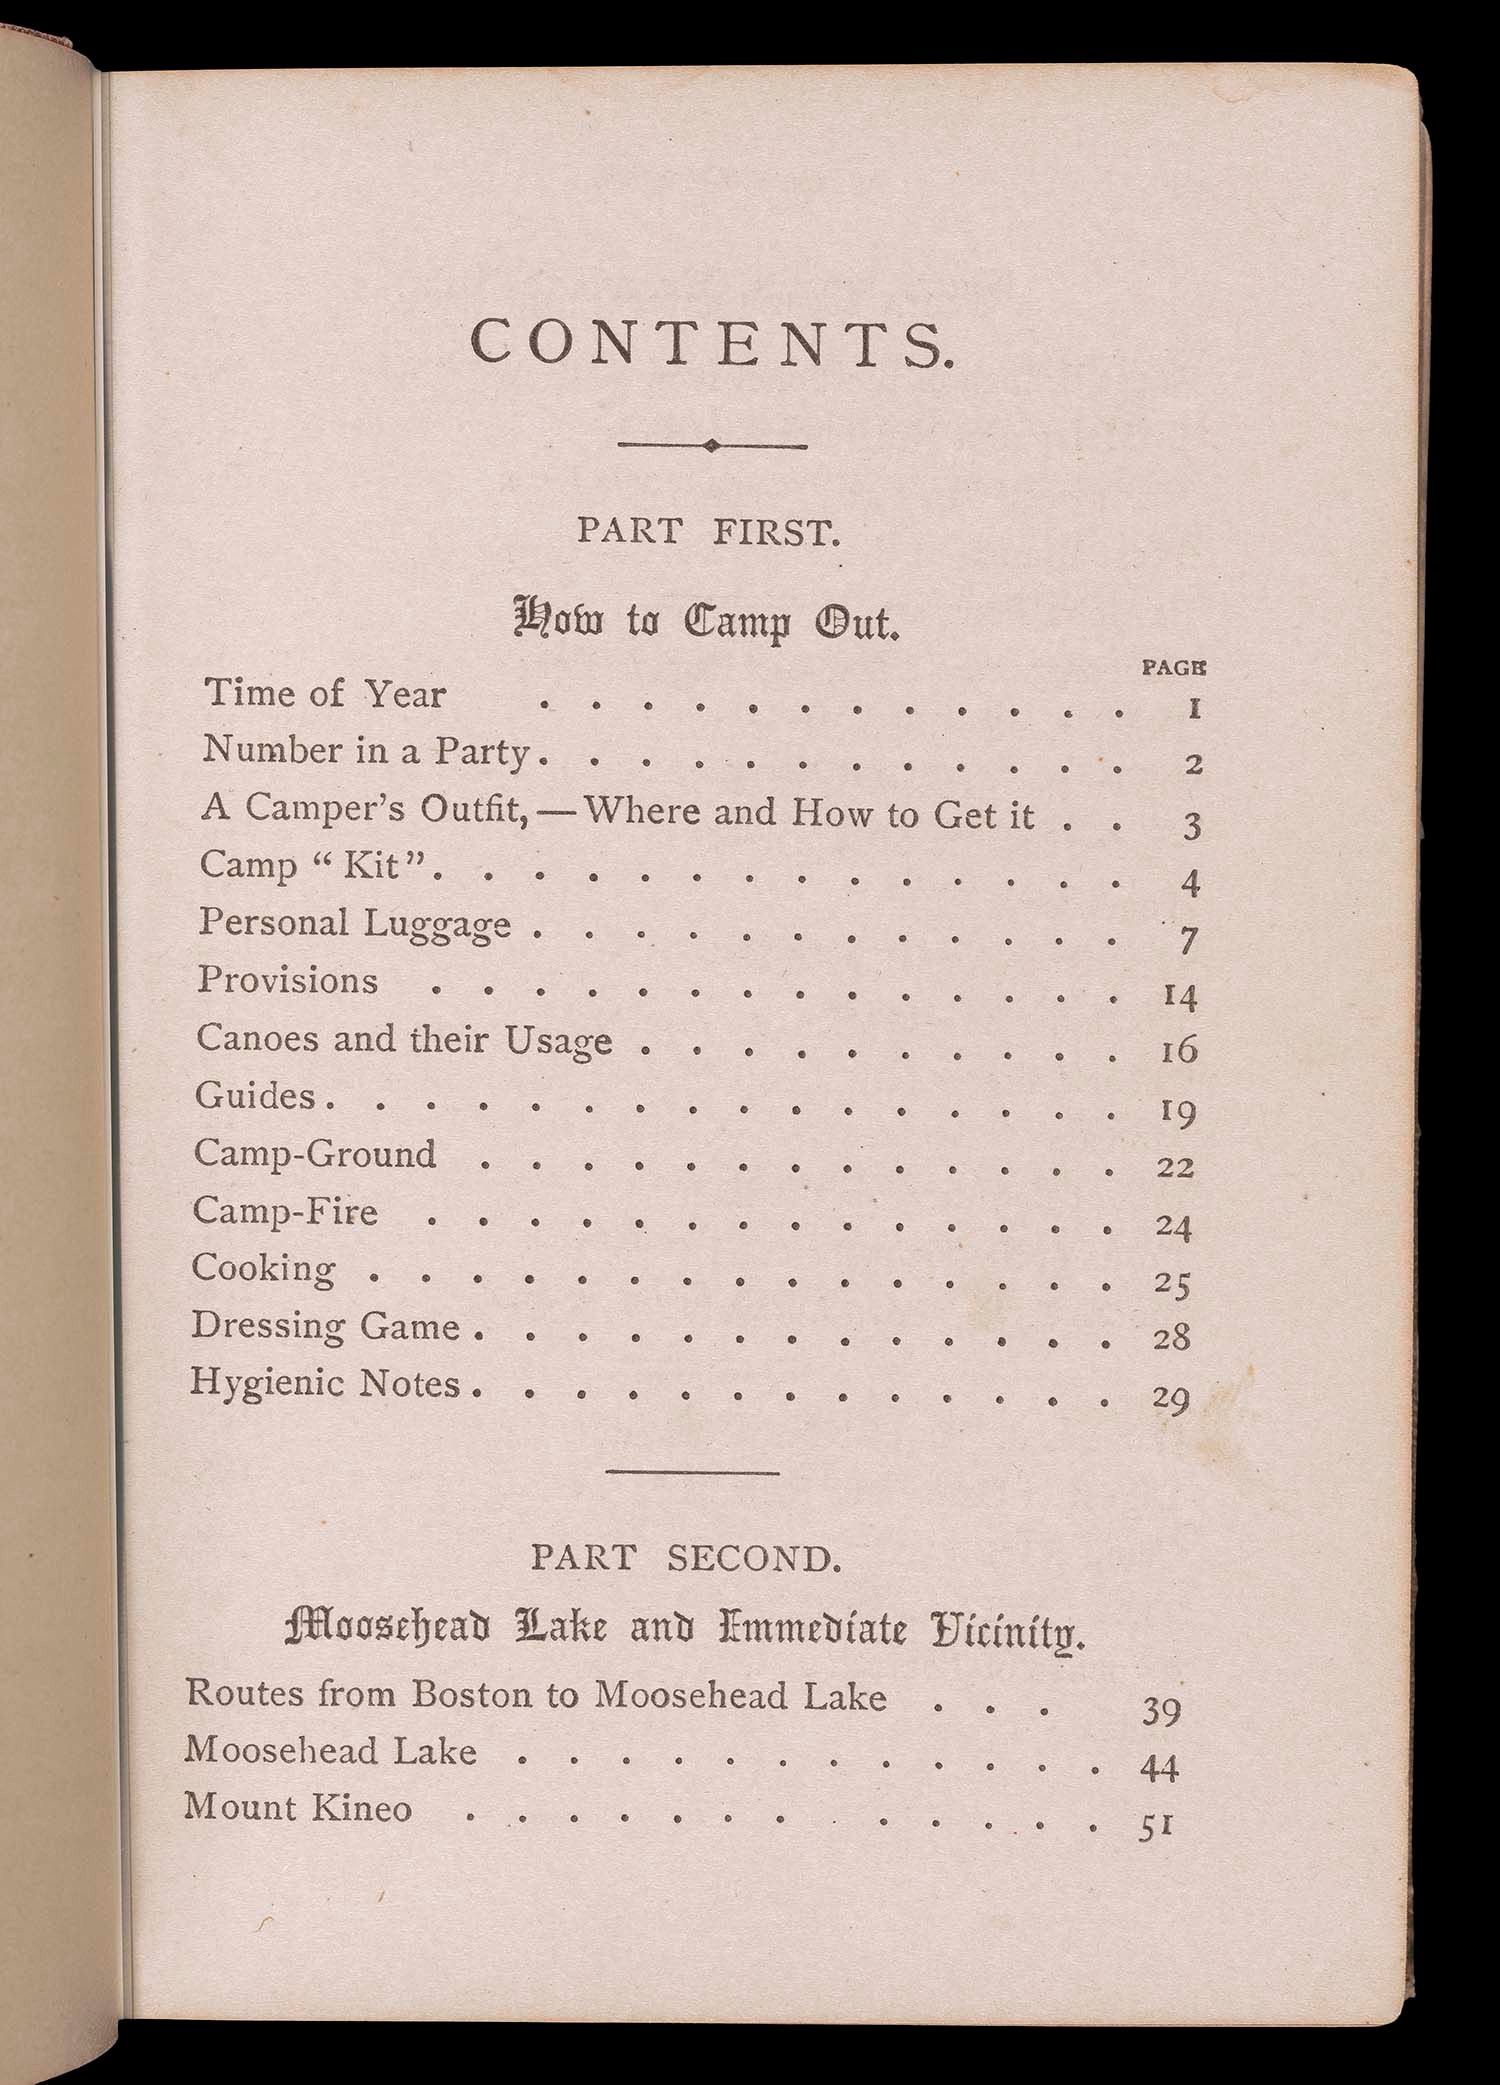 CONTENTS.
PART FIRST.
How to Camp Out.
PAGE
Time of Year . . . . . . . . . . . . 1
Number in a Party . . . . . . . . . . . . 2
A Camper's Outfit,—Where and How to Get it . . 3
Camp “Kit” . . . . . . . . . . . . . . 4
Personal Luggage . . . . . . . . . . . . 7
Provisions . . . . . . . . . . . . . . 14
Canoes and their Usage . . . . . . . . . . 16
Guides . . . . . . . . . . . . . . . . 19
Camp-Ground . . . . . . . . . . . . . 22
Camp-Fire . . . . . . . . . . . . . . 24
Cooking . . . . . . . . . . . . . . . 25
Dressing Game . . . . . . . . . . . . . 28
Hygienic Notes . . . . . . . . . . . . . 29
PART SECOND.
Moosehead Lake and Immediate Vicinity.
Routes from Boston to Moosehead Lake . . . 39
Moosehead Lake . . . . . . . . . . . . 44
Mount Kineo . . . . . . . . . . . . 51